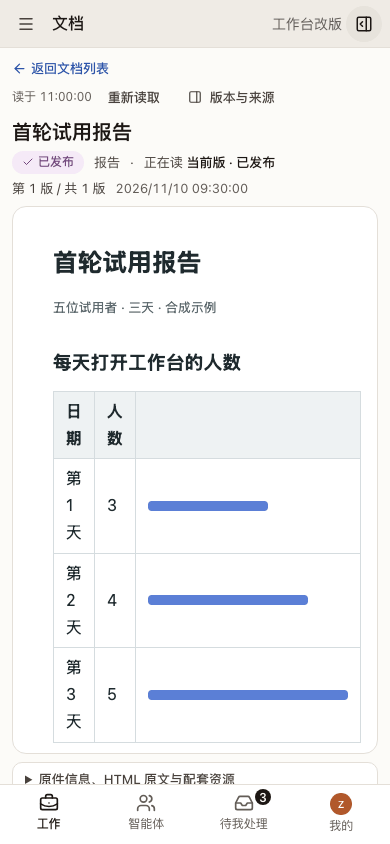 文档
工作台改版
返回文档列表
读于 11:00:00 重新读取 版本与来源
首轮试用报告
已发布 报告 · 正在读 当前版 · 已发布
第 1 版 / 共 1 版 2026/11/10 09:30:00
首轮试用报告
五位试用者 · 三天 · 合成示例
每天打开工作台的人数
日期 人数
第1天 3
第2天 4
第3天 5
原件信息、HTML 原文与配套资源
3
z
工作 智能体 待我处理 我的